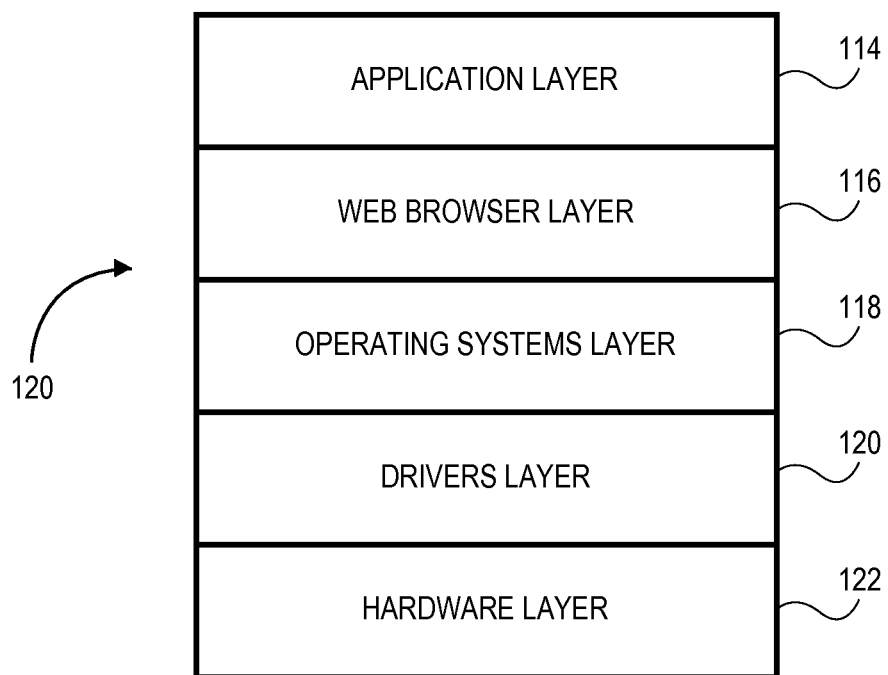 APPLICATION LAYER
114
WEB BROWSER LAYER
116
OPERATING SYSTEMS LAYER
118
120
DRIVERS LAYER
120
HARDWARE LAYER
122